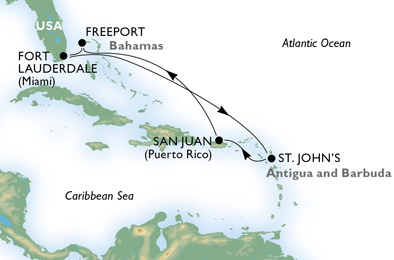 USA
FREEPORT
Bahamas
Atlantic Ocean
FORT
LAUDERDALE
(Miami)
SAN JUAN
(Puerto Rico)
ST. JOHN'S
Antigua and Barbuda
Caribbean Sea